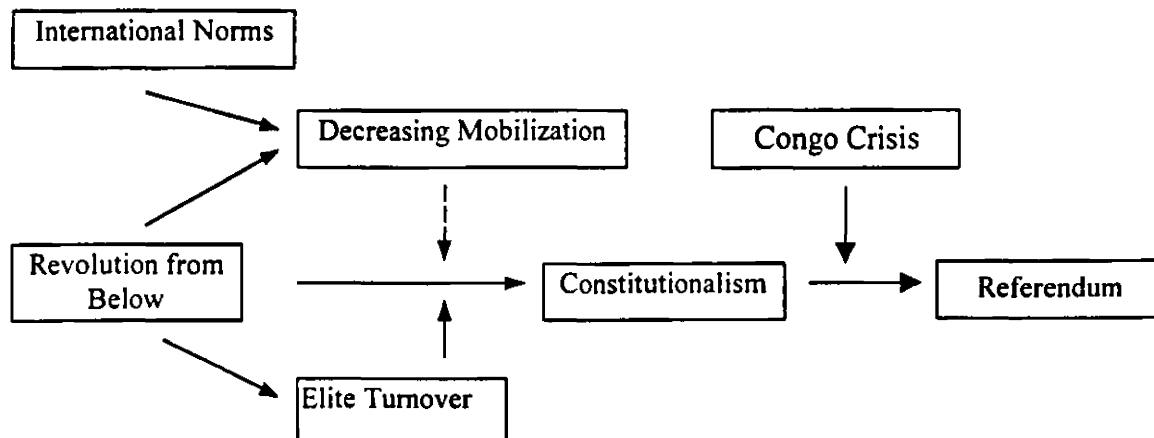 International Norms
Decreasing Mobilization
Congo Crisis
Revolution from
Below
Constitutionalism
Referendum
Elite Turnover